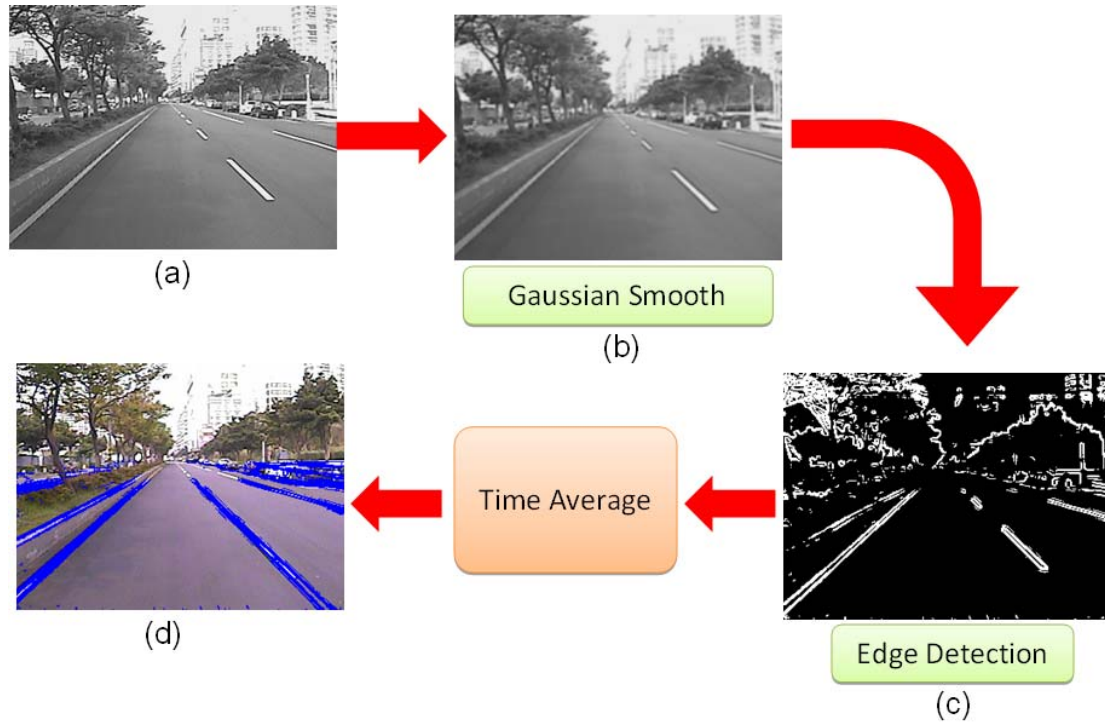 (a)
Gaussian Smooth
(b)
Edge Detection
(c)
Time Average
(d)